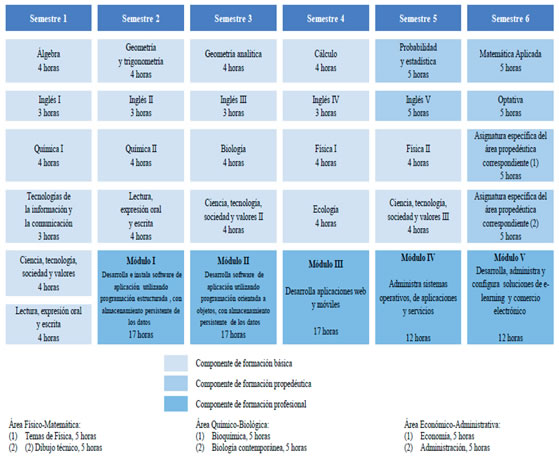 Semestre 1
Semestre 2
Semestre 3
Semestre 4
Semestre 5
Semestre 6
Álgebra
4 horas
Geometría
y trigonometría
4 horas
Geometría analítica
4 horas
Cálculo
4 horas
Probabilidad
y estadística
5 horas
Matemática Aplicada
5 horas
Inglés I
3 horas
Inglés II
3 horas
Inglés III
3 horas
Inglés IV
3 horas
Inglés V
5 horas
Optativa
5 horas
Química I
4 horas
Química II
4 horas
Biología
4 horas
Física I
4 horas
Física II
4 horas
Asignatura específica del
área propedéutica
correspondiente (1)
5 horas
Tecnologías de
la información y
la comunicación
3 horas
Lectura,
expresión oral
y escrita
4 horas
Ciencia, tecnología,
sociedad y valores II
4 horas
Ecología
4 horas
Ciencia, tecnología,
sociedad y valores III
4 horas
Asignatura específica del
área propedéutica
correspondiente (2)
5 horas
Ciencia, tecnología,
sociedad y valores
4 horas
Lectura, expresión oral
y escrita
4 horas
Módulo I
Desarrolla e instala software de
aplicación utilizando
programación estructurada , con
almacenamiento persistente de
los datos
17 horas
Módulo II
Desarrolla software de
aplicación utilizando
programación orientada a
objetos, con almacenamiento
persistente de los datos
17 horas
Módulo III
Desarrolla aplicaciones web
y móviles
17 horas
Módulo IV
Administra sistemas
operativos, de aplicaciones
y servicios
12 horas
Módulo V
Desarrolla, administra y
configura soluciones de e-
learning y comercio
electrónico
12 horas
Componente de formación básica
Componente de formación propedéutica
Componente de formación profesional
Área Físico-Matemática:
(1) Temas de Física, 5 horas
(2) (2) Dibujo técnico, 5 horas
Área Químico-Biológica:
(1) Bioquímica, 5 horas
(2) Biología contemporánea, 5 horas
Área Económico-Administrativa:
(1) Economía, 5 horas
(2) Administración, 5 horas